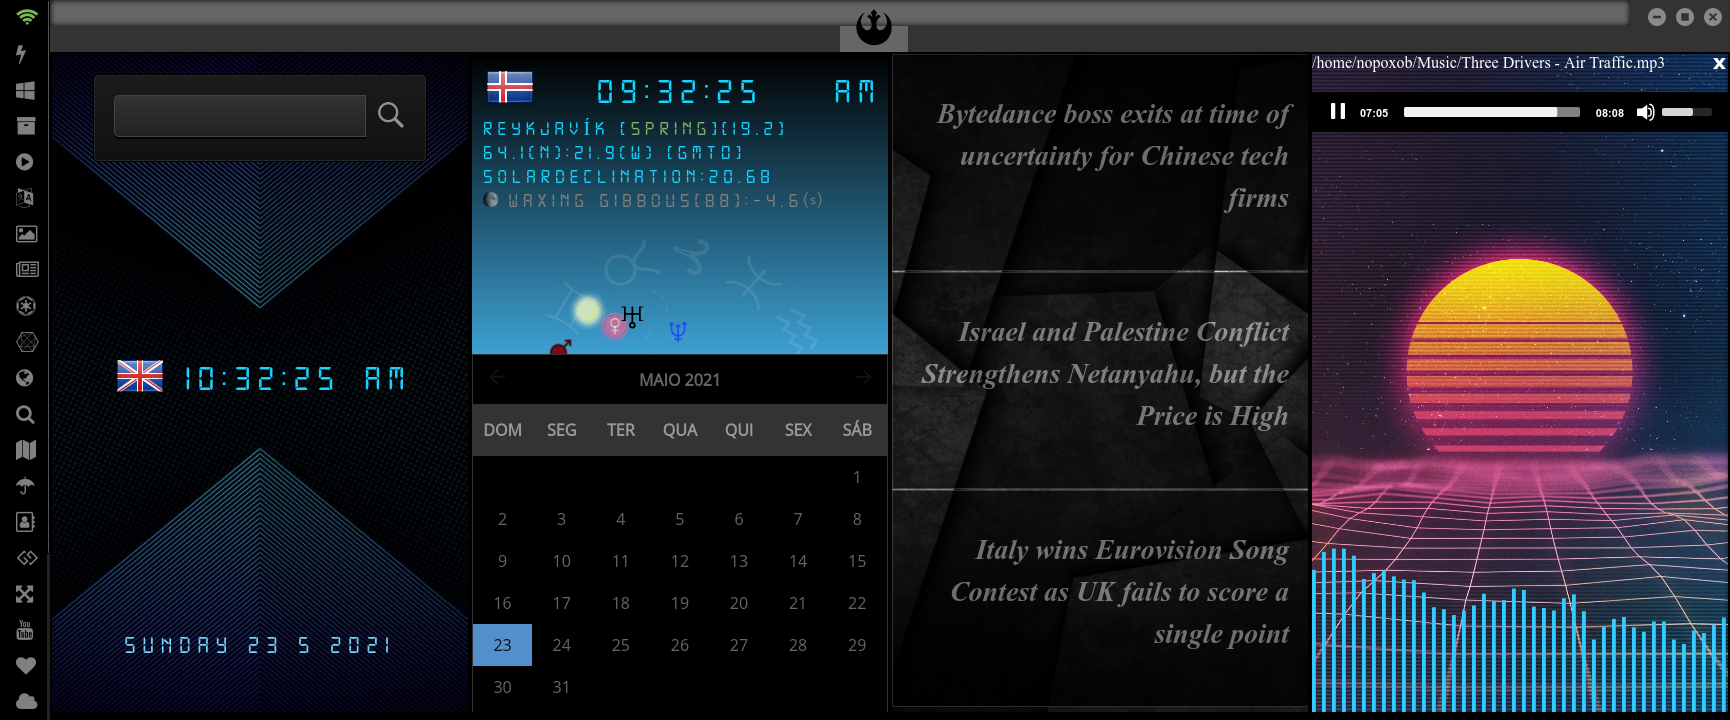 10:32:25 AM
SUNDAY 23 5 2021
09:32:25 AM
REYKJAVÍK (SPRING)(19.2)
64.1(N):21.9(W) (GMT0)
SOLARDECLINATION:20.68
WAXING GIBBOUS(88):-4.6(s)
MAIO 2021
DOM SEG TER QUA QUI SEX SÁB
1
2 3 4 5 6 7 8
9 10 11 12 13 14 15
16 17 18 19 20 21 22
23 24 25 26 27 28 29
30 31
Bytedance boss exits at time of
uncertainty for Chinese tech
firms
Israel and Palestine Conflict
Strengthens Netanyahu, but the
Price is High
Italy wins Eurovision Song
Contest as UK fails to score a
single point
/home/nopoxob/Music/Three Drivers - Air Traffic.mp3 x
07:05 08:08
You
Tube